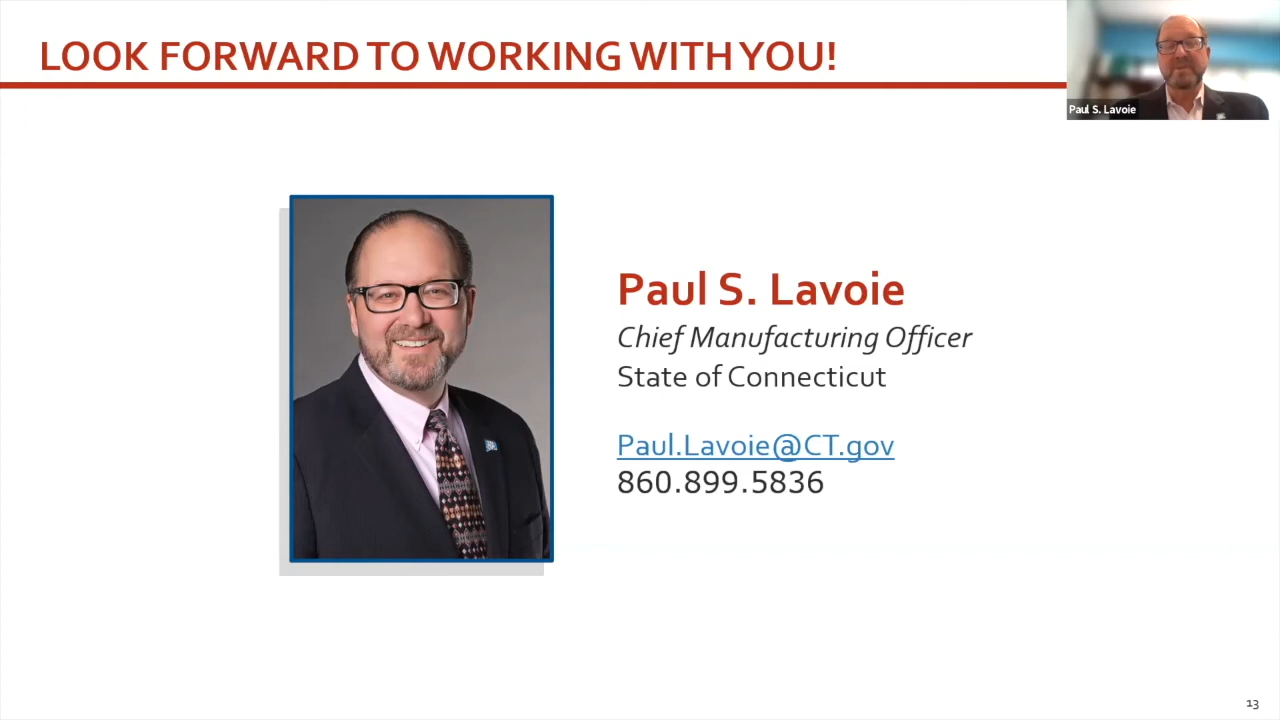 LOOK FORWARD TO WORKING WITH YOU!
Paul S. Lavoie
Paul S. Lavoie
Chief Manufacturing Officer
State of Connecticut
Paul.Lavoie@CT.gov
860.899.5836
13